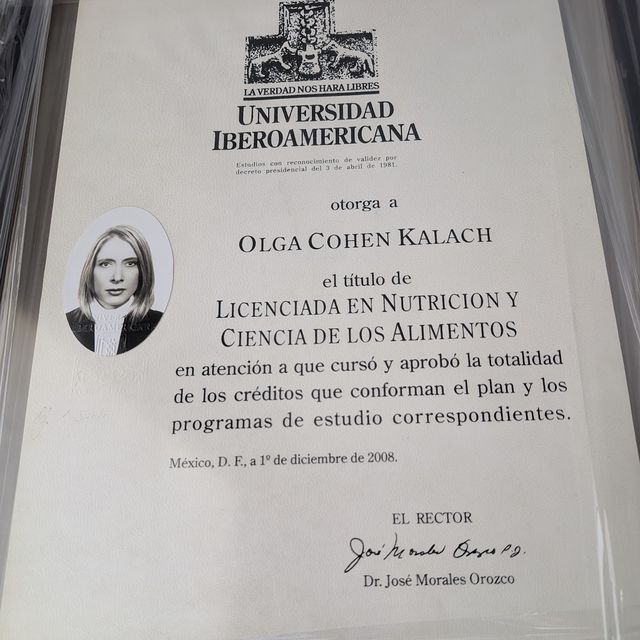 LA VERDAD NOS HARA LIBRES
UNIVERSIDAD
IBEROAMERICANA
Estudios con reconocimiento de validez por
decreto presidencial del 3 de abril de 1981.
otorga a
OLGA COHEN KALACH
el título de
LICENCIADA EN NUTRICION Y
CIENCIA DE LOS ALIMENTOS
en atención a que cursó y aprobó la totalidad
de los créditos que conforman el plan y los
programas de estudio correspondientes.
México, D. F., a 1º de diciembre de 2008.
EL RECTOR
José Morales Orozco
Dr. José Morales Orozco